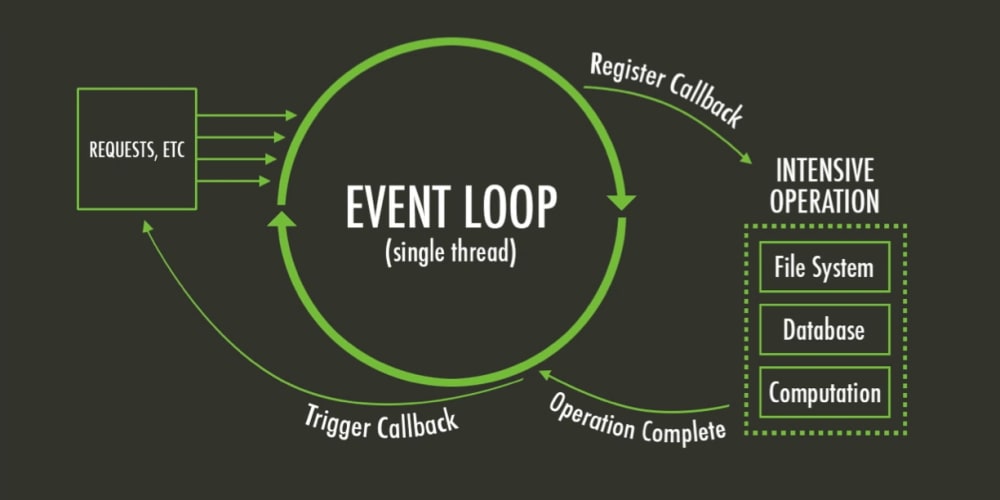 REQUESTS, ETC
EVENT LOOP
(single thread)
Register Callback
INTENSIVE
OPERATION
File System
Database
Computation
Operation Complete
Trigger Callback